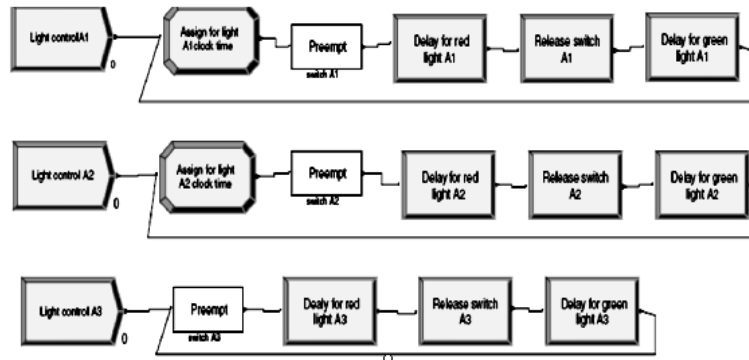 Light controlA1
0
Assign for light
A1 clock time
Preempt
switch A1
Delay for red
light A1
Release switch
A1
Delay for green
light A1
Light control A2
0
Assign for light
A2 clock time
Preempt
switch A2
Delay for red
light A2
Release switch
A2
Delay for green
light A2
Light control A3
0
Preempt
switch A3
Dealy for red
light A3
Release switch
A3
Delay for green
light A3